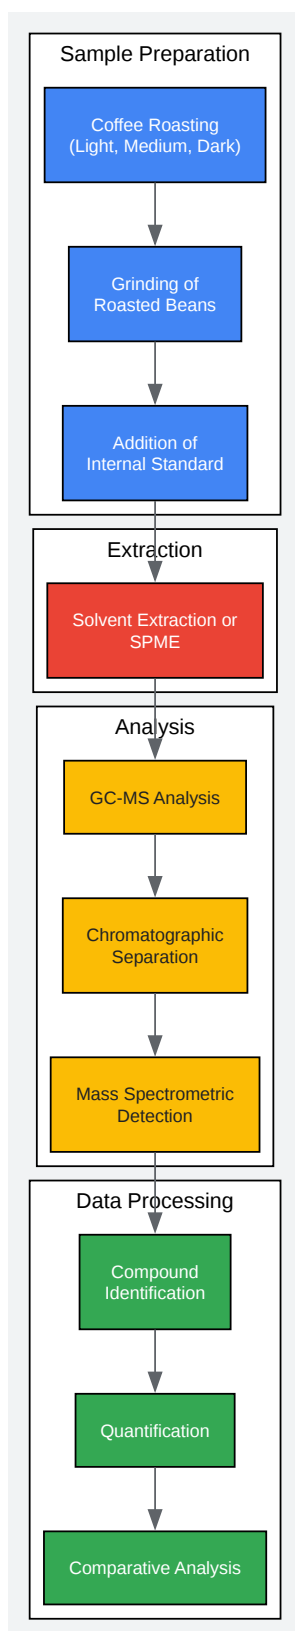 Sample Preparation
Coffee Roasting
(Light, Medium, Dark)
Grinding of
Roasted Beans
Addition of
Internal Standard
Extraction
Solvent Extraction or
SPME
Analysis
GC-MS Analysis
Chromatographic
Separation
Mass Spectrometric
Detection
Data Processing
Compound
Identification
Quantification
Comparative Analysis